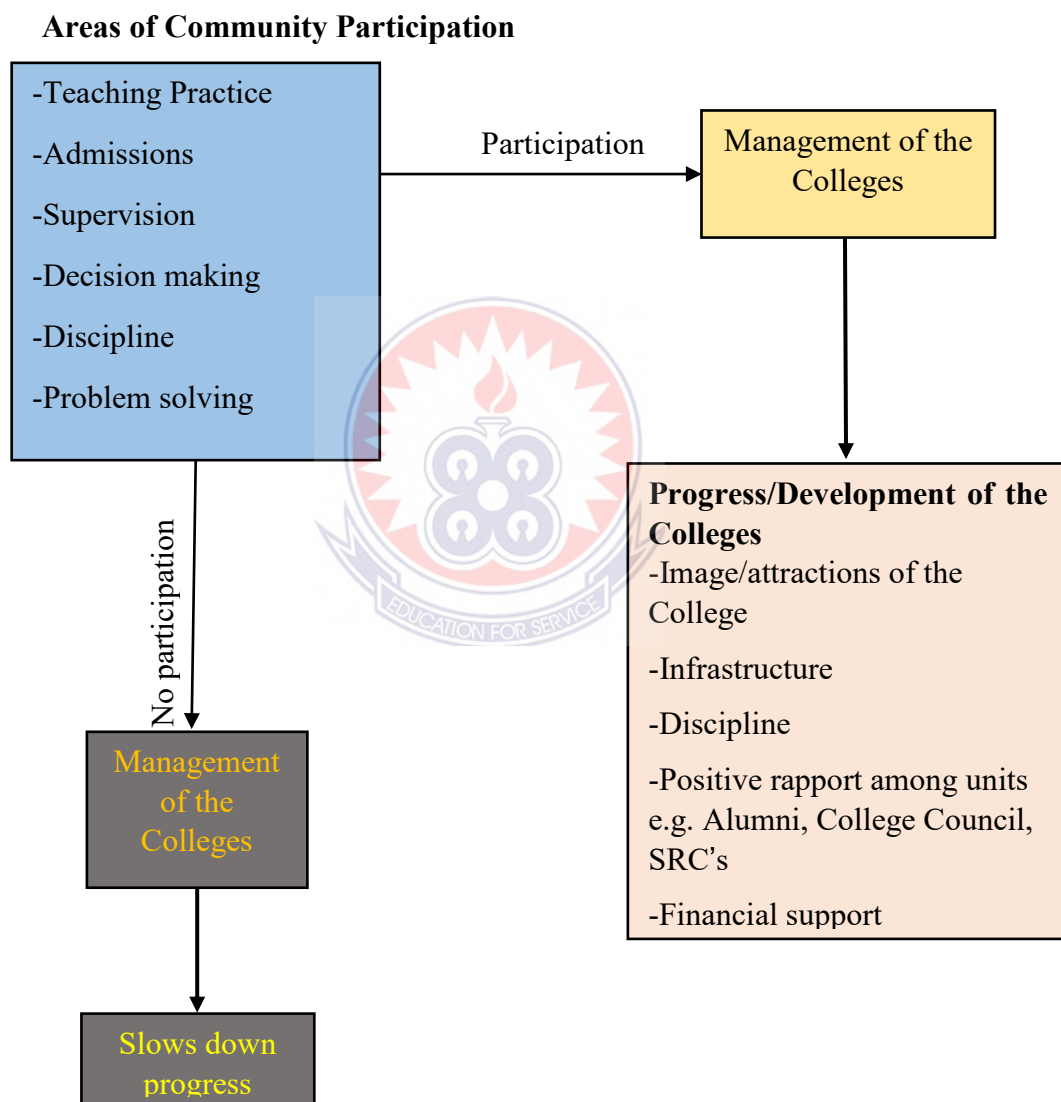 Areas of Community Participation
-Teaching Practice
-Admissions
-Supervision
-Decision making
-Discipline
-Problem solving
Participation
Management of the
Colleges
No participation
Management
of the
Colleges
Slows down
progress
Progress/Development of the
Colleges
-Image/attractions of the
College
-Infrastructure
-Discipline
-Positive rapport among units
e.g. Alumni, College Council,
SRC's
-Financial support
EDUCATION FOR SERVICE